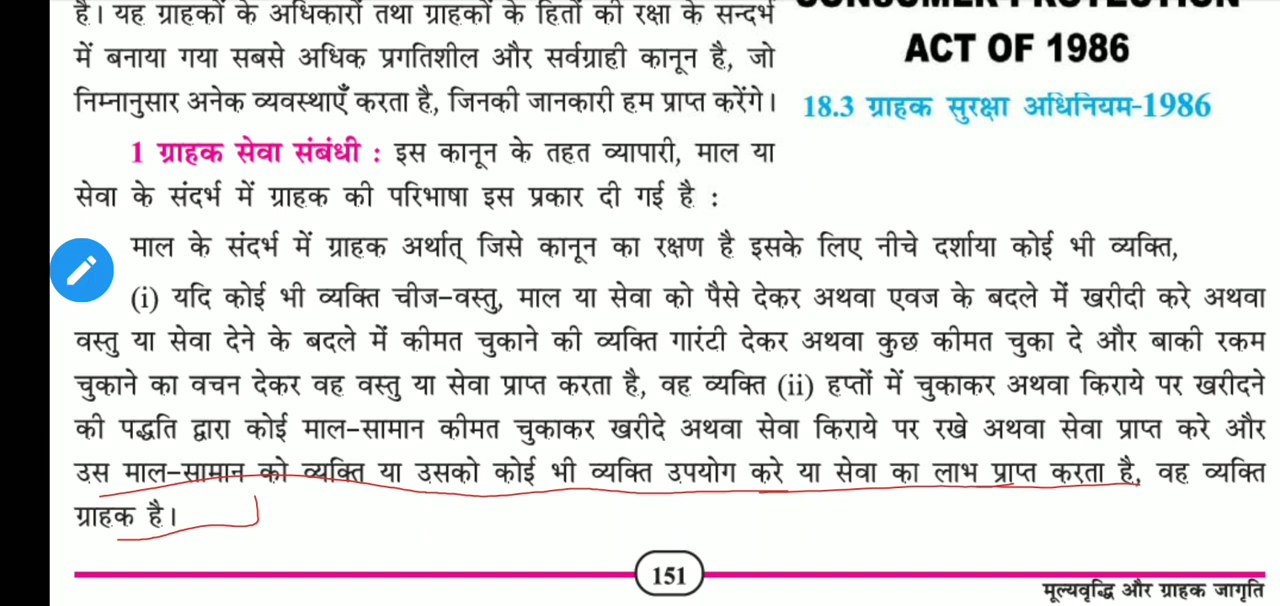 है। यह ग्राहकों के अधिकारों तथा ग्राहकों के हितों की रक्षा के सन्दर्भ
में बनाया गया सबसे अधिक प्रगतिशील और सर्वग्राही कानून है, जो
निम्नानुसार अनेक व्यवस्थाएँ करता है, जिनकी जानकारी हम प्राप्त करेंगे।
CONSUMER PROTECTION
ACT OF 1986
18.3 ग्राहक सुरक्षा अधिनियम-1986
1 ग्राहक सेवा संबंधी : इस कानून के तहत व्यापारी, माल या
सेवा के संदर्भ में ग्राहक की परिभाषा इस प्रकार दी गई है :
माल के संदर्भ में ग्राहक अर्थात् जिसे कानून का रक्षण है इसके लिए नीचे दर्शाया कोई भी व्यक्ति,
(i) यदि कोई भी व्यक्ति चीज-वस्तु, माल या सेवा को पैसे देकर अथवा एवज के बदले में खरीदी करे अथवा
वस्तु या सेवा देने के बदले में कीमत चुकाने की व्यक्ति गारंटी देकर अथवा कुछ कीमत चुका दे और बाकी रकम
चुकाने का वचन देकर वह वस्तु या सेवा प्राप्त करता है, वह व्यक्ति (ii) हप्तों में चुकाकर अथवा किराये पर खरीदने
की पद्धति द्वारा कोई माल-सामान कीमत चुकाकर खरीदे अथवा सेवा किराये पर रखे अथवा सेवा प्राप्त करे और
उस माल-सामान को व्यक्ति या उसको कोई भी व्यक्ति उपयोग करे या सेवा का लाभ प्राप्त करता है, वह व्यक्ति
ग्राहक है।
151
मूल्यवृद्धि और ग्राहक जागृति